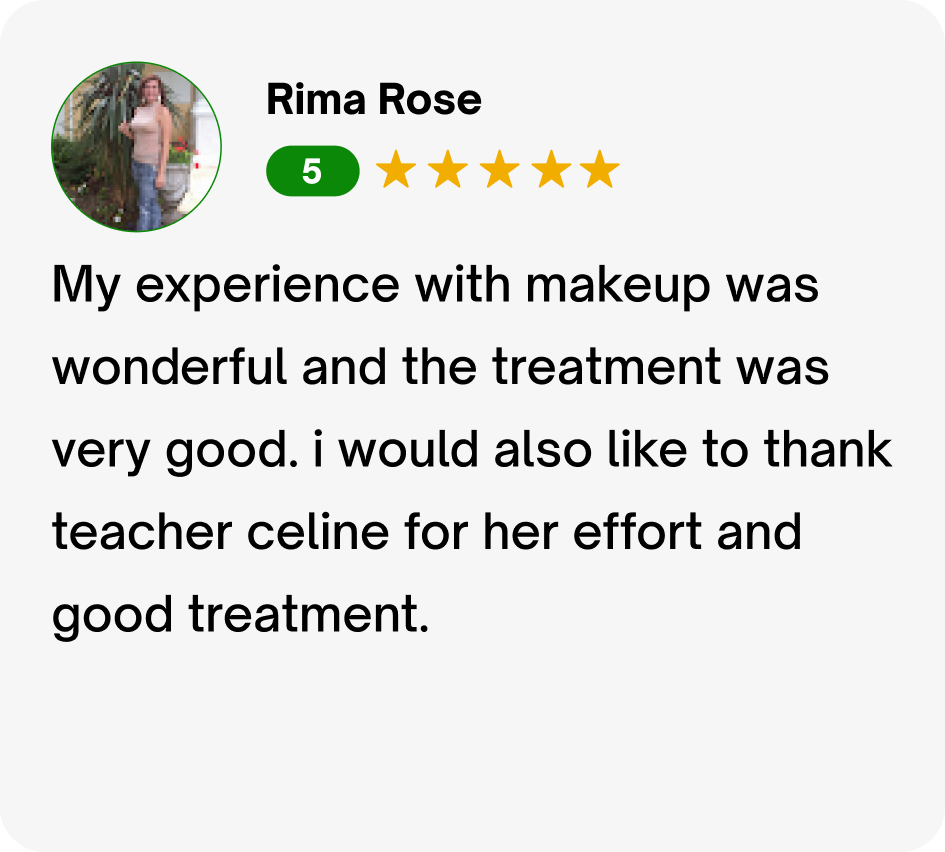 Rima Rose
5
My experience with makeup was
wonderful and the treatment was
very good. i would also like to thank
teacher celine for her effort and
good treatment.